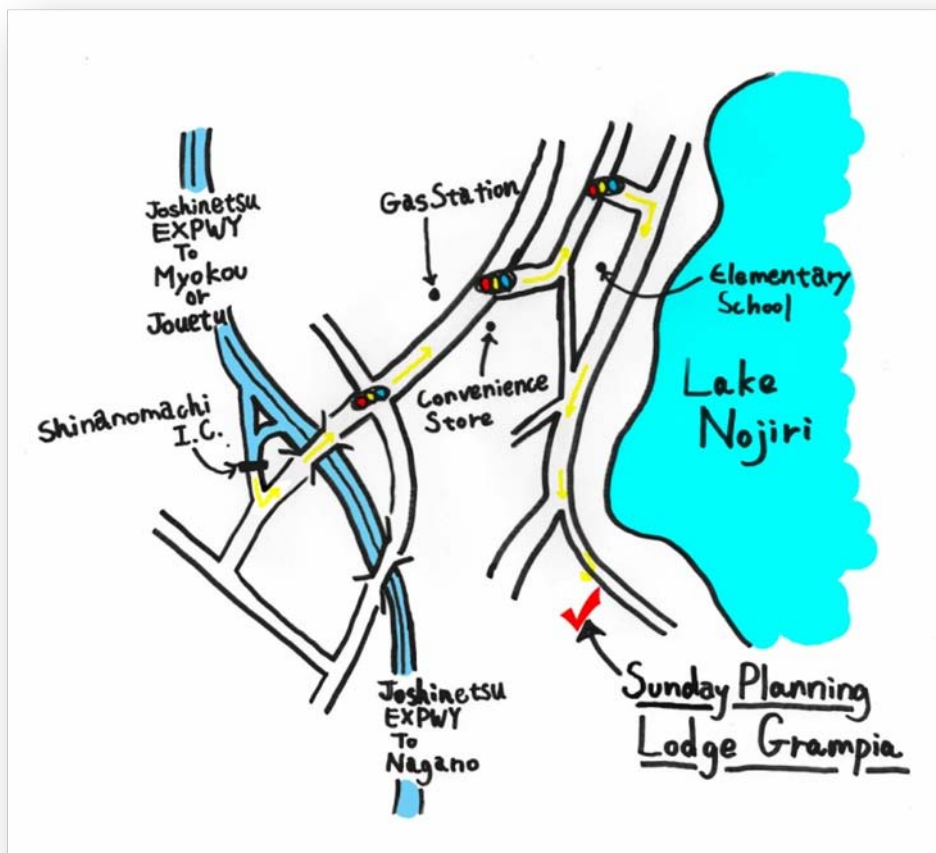 Joshinetsu
EXPWY
To
Myokou
or
Jouetu
Gas Station
Elementary
School
Convenience
Store
Lake
Nojiri
Shinanomachi
I.C.
Joshinetsu
EXPWY
To
Nagano
Sunday Planning
Lodge Grampia